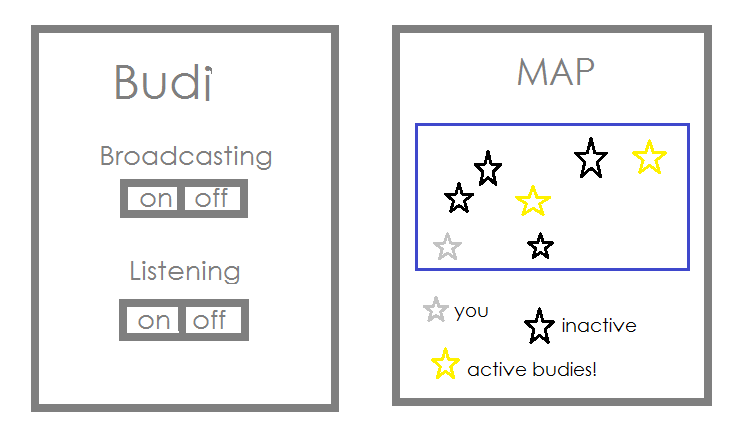 Budi
Broadcasting
on off
Listening
on off
MAP
you
inactive
active budies!